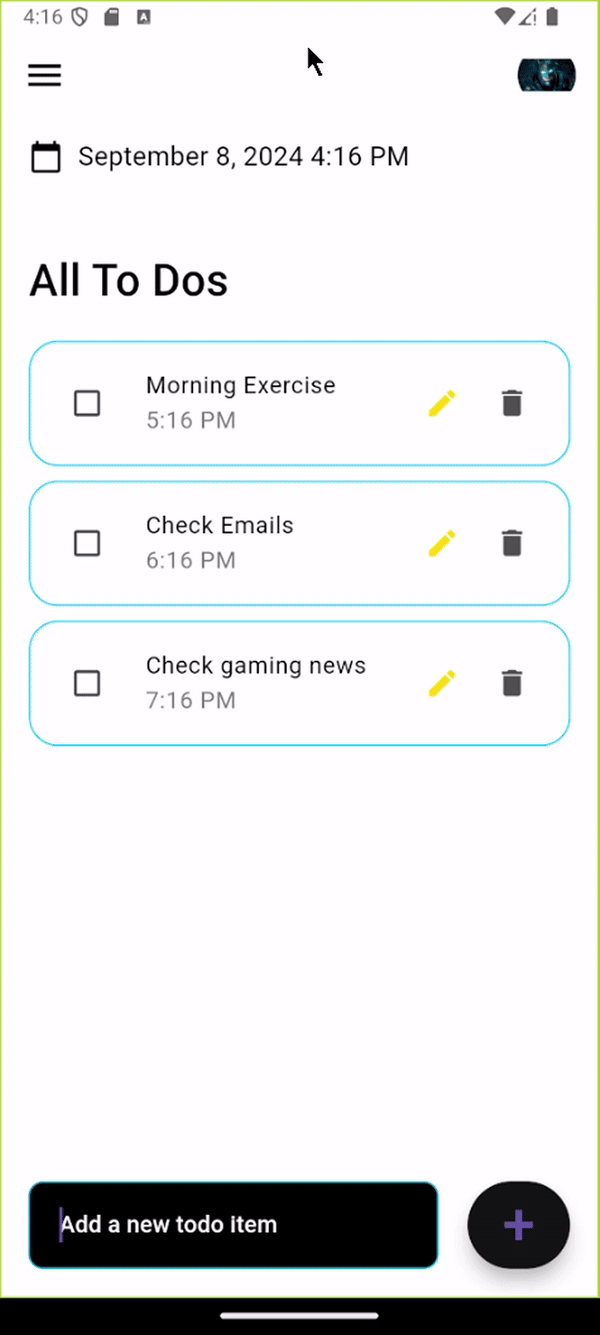 4:16
September 8, 2024 4:16 PM
All To Dos
Morning Exercise
5:16 PM
Check Emails
6:16 PM
Check gaming news
7:16 PM
Add a new todo item